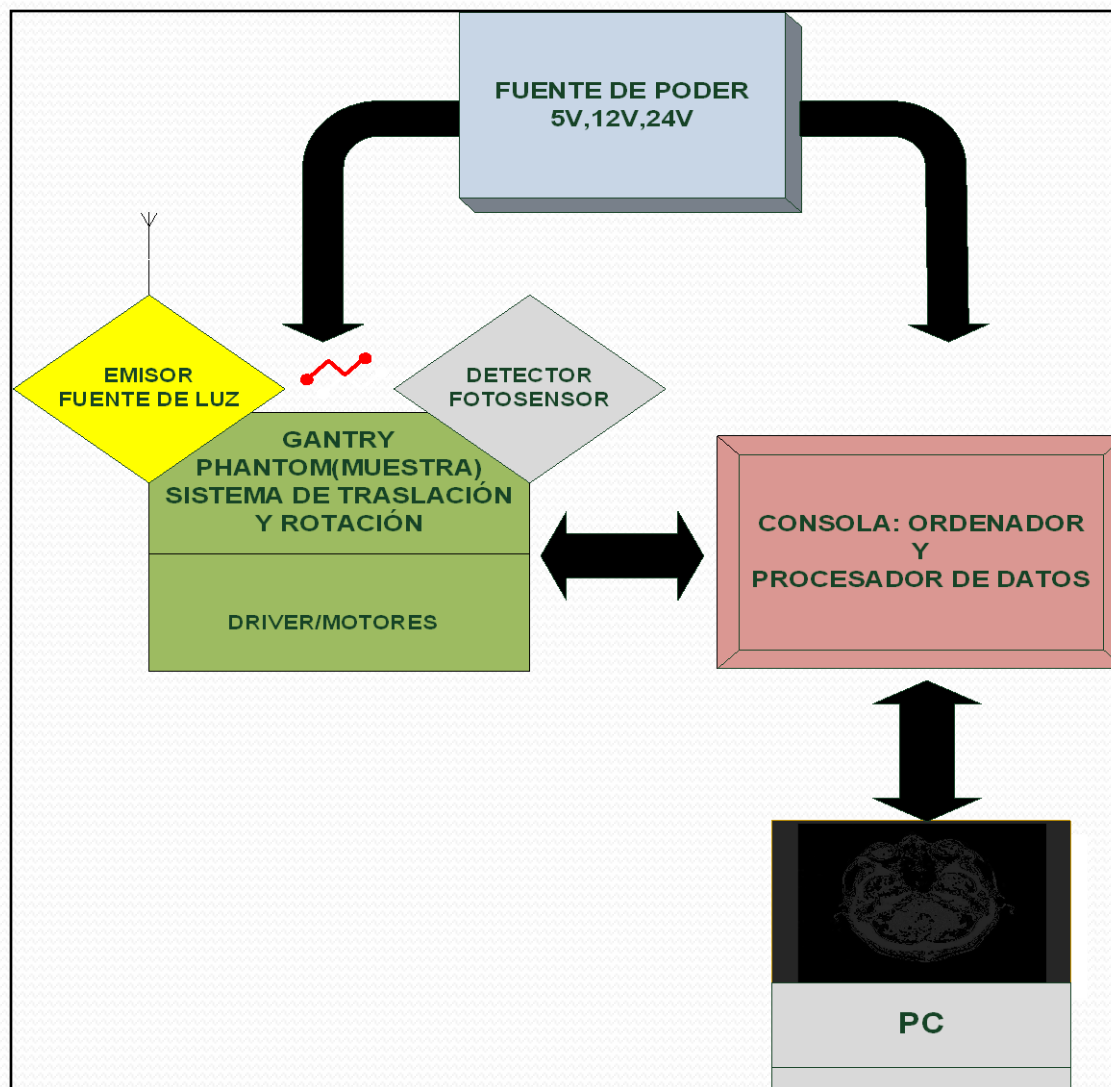 FUENTE DE PODER
5V,12V,24V
EMISOR
FUENTE DE LUZ
DETECTOR
FOTOSENSOR
GANTRY
PHANTOM(MUESTRA)
SISTEMA DE TRASLACIÓN
Y ROTACIÓN
DRIVER/MOTORES
CONSOLA: ORDENADOR
Y
PROCESADOR DE DATOS
PC